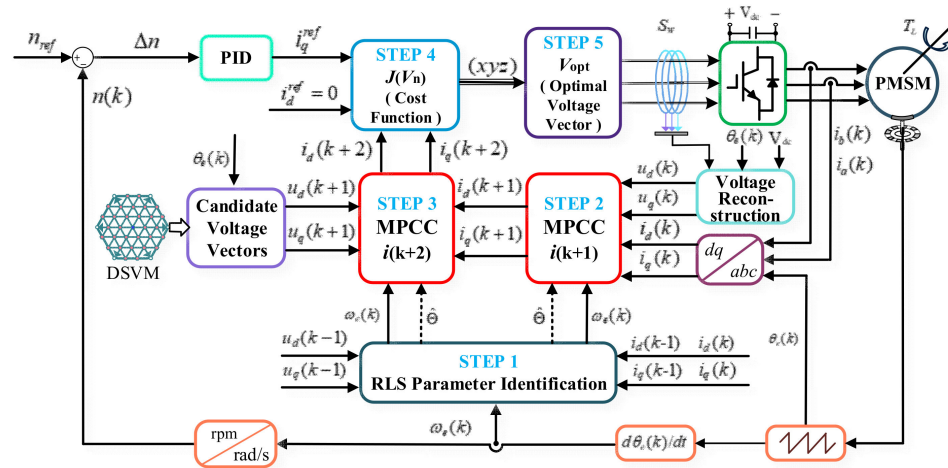 n_ref
Δn
n(k)
PID
i_q^ref
i_d^ref = 0
STEP 4
J(V_n)
( Cost
Function )
(xyz)
STEP 5
V_opt
( Optimal
Voltage
Vector )
S_w
+ V_dc −
T_L
PMSM
i_b(k)
i_a(k)
θ_e(k)
V_dc
Voltage
Recon-
struction
θ_e(k)
DSVM
Candidate
Voltage
Vectors
u_d(k+1)
u_q(k+1)
i_d(k+2)
i_q(k+2)
STEP 3
MPCC
i(k+2)
i_d(k+1)
i_q(k+1)
STEP 2
MPCC
i(k+1)
u_d(k)
u_q(k)
i_d(k)
i_q(k)
dq
abc
ω_e(k)
Θ̂
Θ̂
ω_e(k)
θ_e(k)
u_d(k−1)
u_q(k−1)
STEP 1
RLS Parameter Identification
i_d(k-1) i_d(k)
i_q(k-1) i_q(k)
ω_e(k)
rpm
rad/s
dθ_e(k)/dt